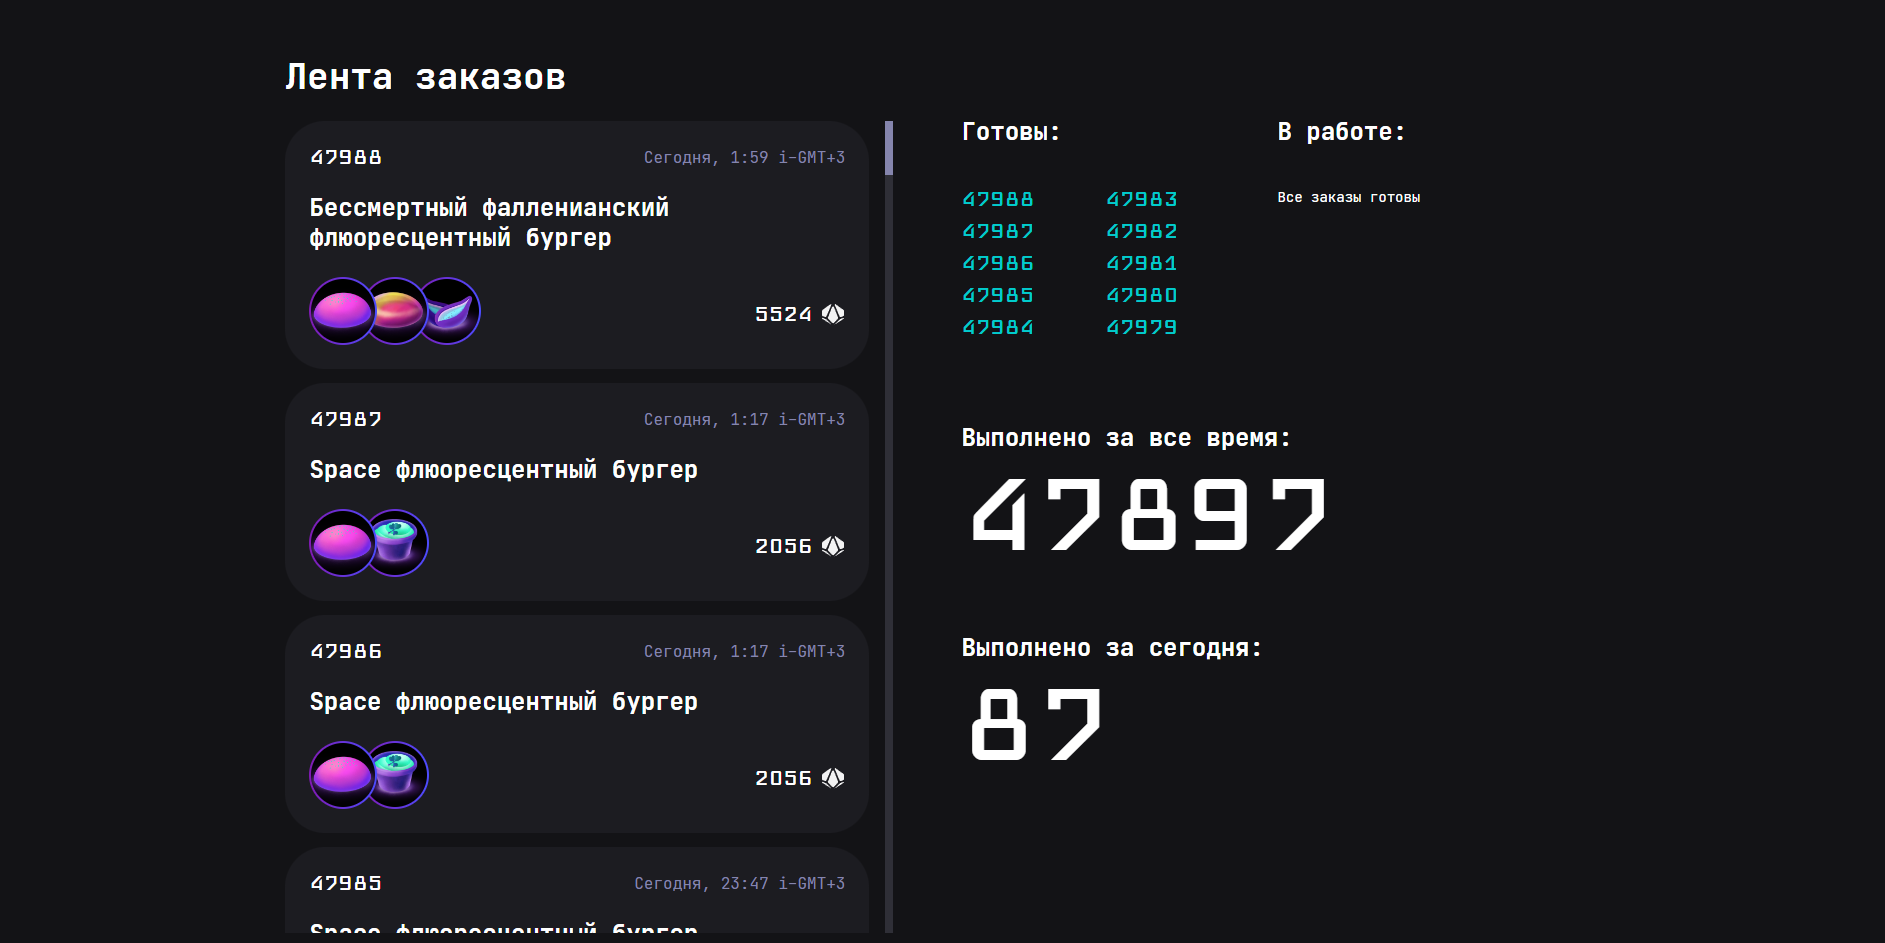 Лента заказов
47988
Сегодня, 1:59 i-GMT+3
Бессмертный фалленианский
флюоресцентный бургер
5524
47987
Сегодня, 1:17 i-GMT+3
Space флюоресцентный бургер
2056
47986
Сегодня, 1:17 i-GMT+3
Space флюоресцентный бургер
2056
47985
Сегодня, 23:47 i-GMT+3
Space флюоресцентный бургер
Готовы:
47988
47987
47986
47985
47984
47983
47982
47981
47980
47979
В работе:
Все заказы готовы
Выполнено за все время:
47897
Выполнено за сегодня:
87